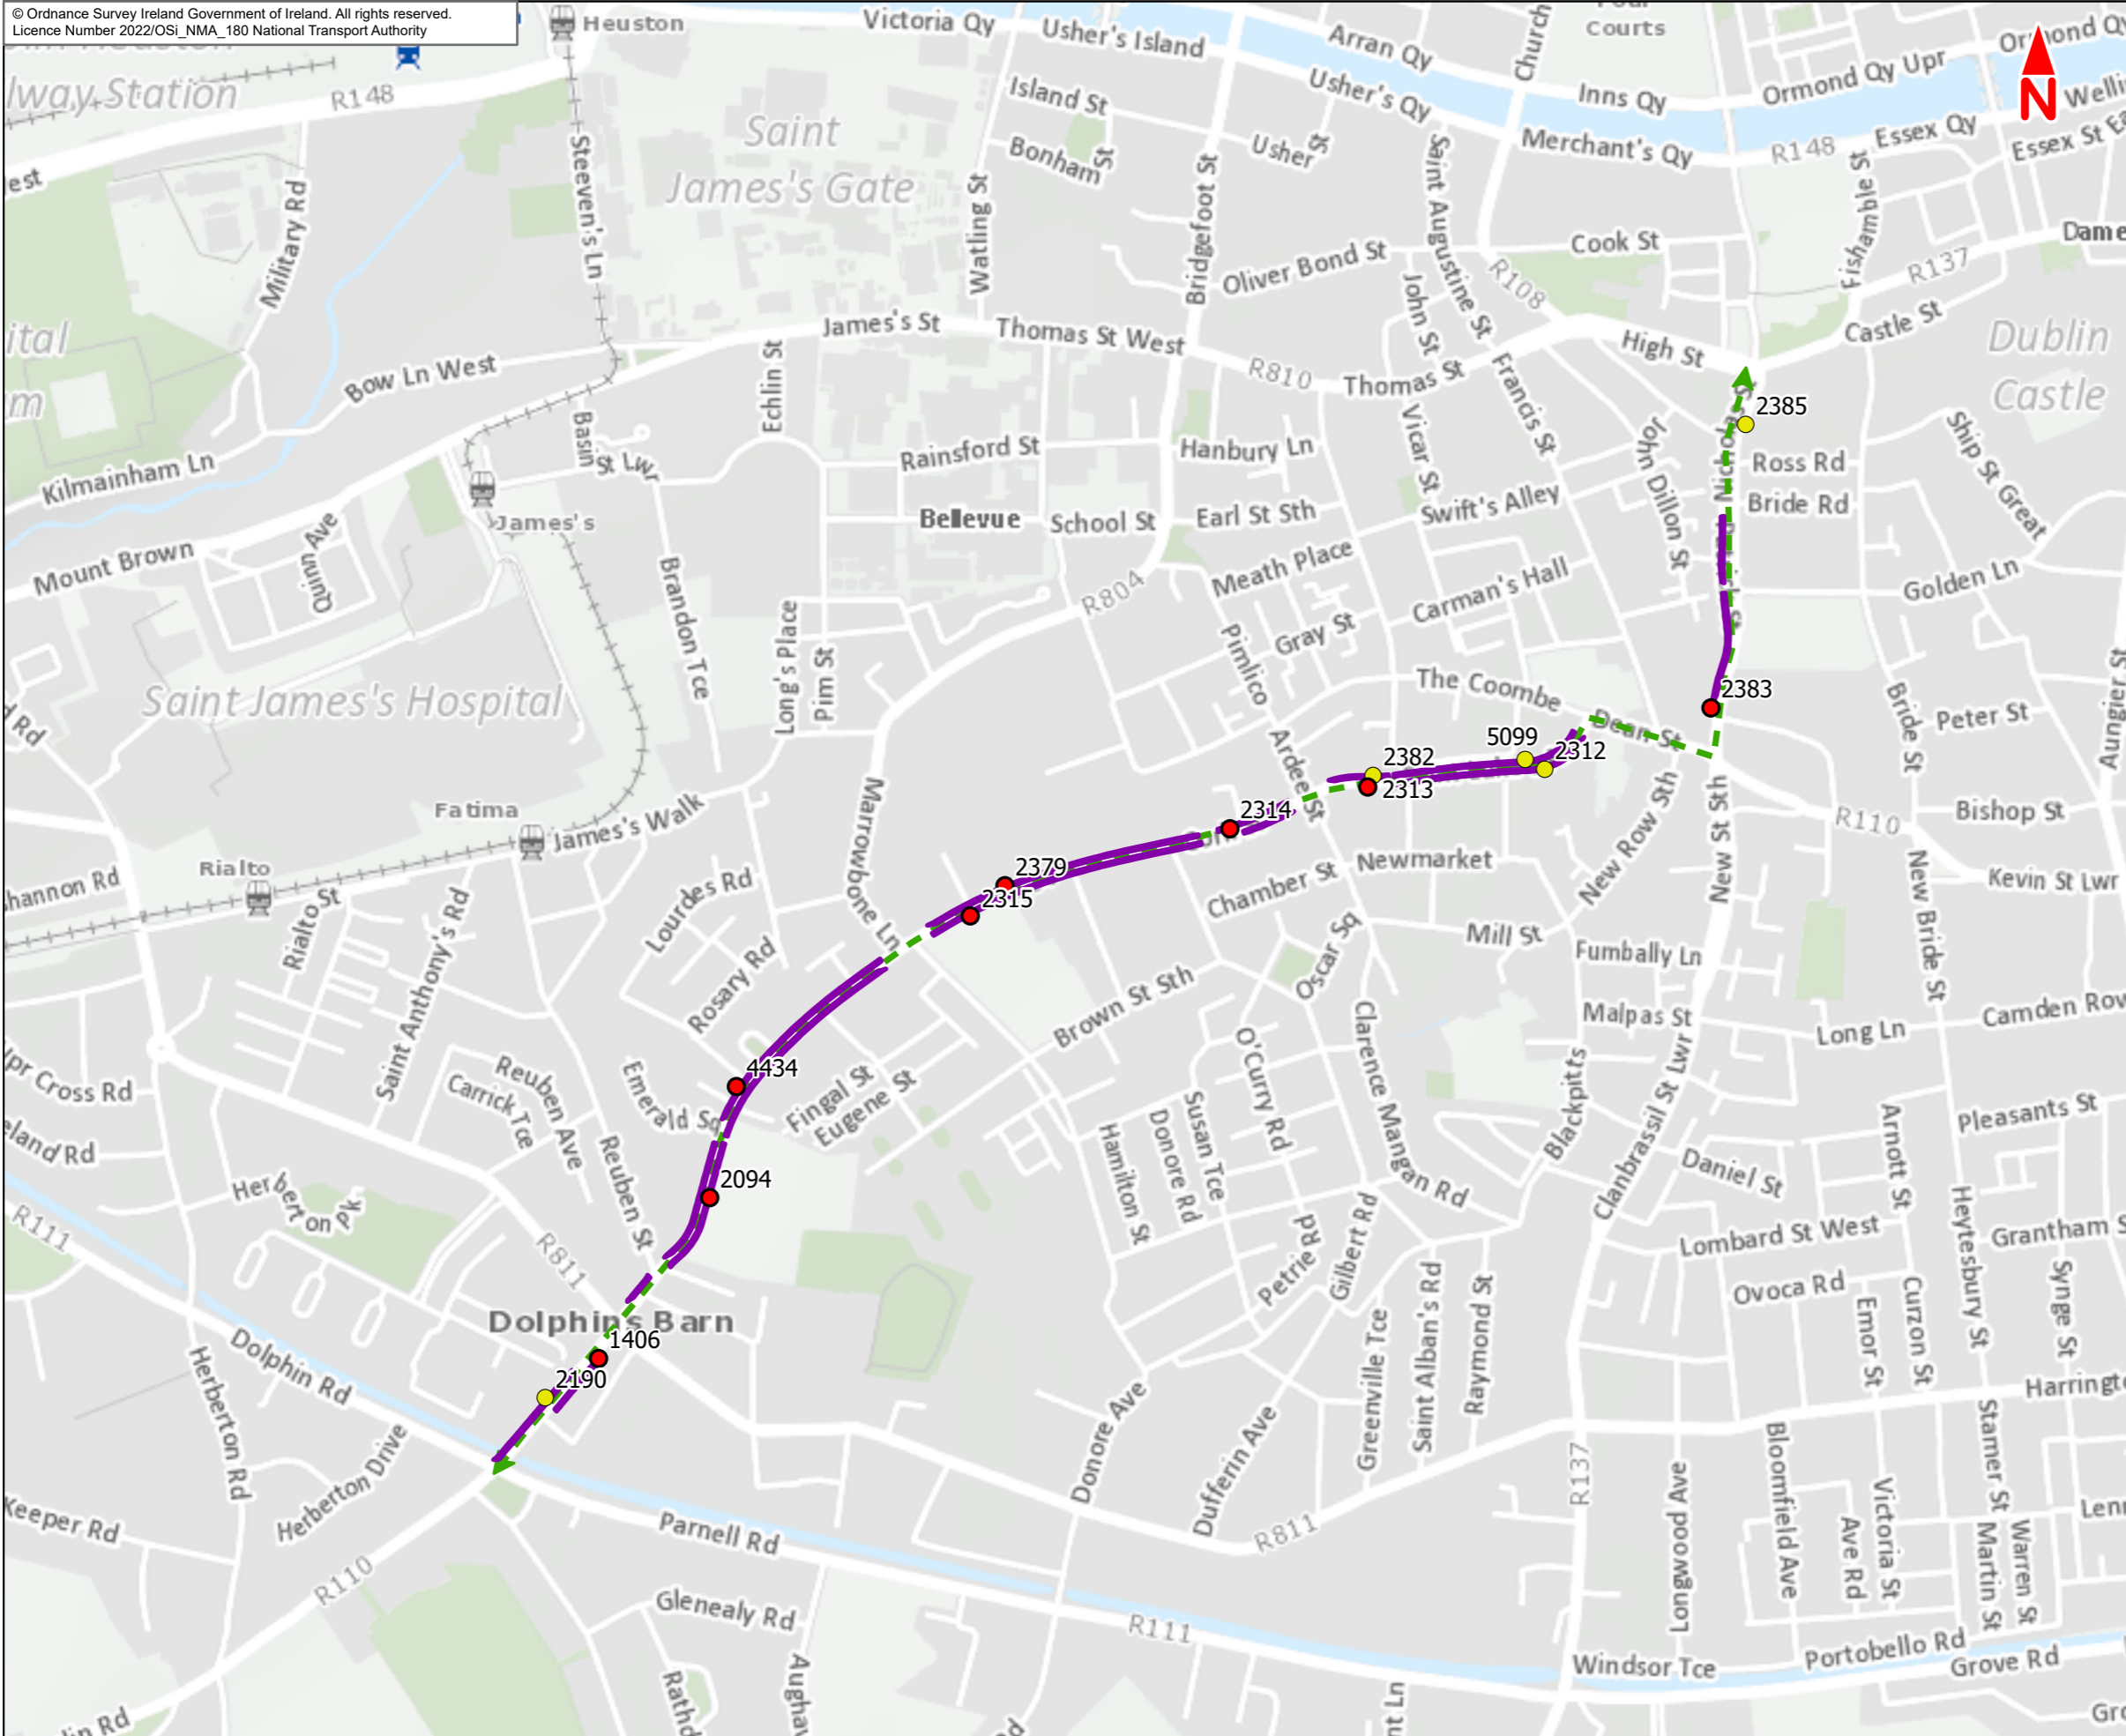 © Ordnance Survey Ireland Government of Ireland. All rights reserved.
Licence Number 2022/OSi_NMA_180 National Transport Authority
Heuston
Victoria Qy
Usher's Island
Arran Qy
Church
Courts
Ormond Qy Upr
N
Inns Qy
Usher's Qy
Merchant's Qy
R148
Essex Qy
lway Station
R148
Island St
Bonham St
Usher St
Saint
James's Gate
Steeven's Ln
Military Rd
Watling St
Bridgefoot St
Saint Augustine St
Fishamble St
Cook St
Oliver Bond St
R108
R137
Dame
James's St
Thomas St West
John St
High St
Castle St
Dublin
Castle
Bow Ln West
Echlin St
R810
Thomas St
Francis St
2385
Nicholas St
Basin St Lwr
Kilmainham Ln
Rainsford St
Hanbury Ln
Vicar St
John Dillon St
Ross Rd
Bride Rd
Ship St Great
James's
Bellevue
School St
Earl St Sth
Swift's Alley
Mount Brown
Quinn Ave
Brandon Tce
Meath Place
Carman's Hall
Golden Ln
R804
Long's Place
Pim St
Pimlico
Gray St
Saint James's Hospital
The Coombe
2383
Bride St
Peter St
Aungier St
Dean St
5099
2312
2382
2313
Ardee St
2314
Fatima
James's Walk
Marrowbone Ln
Rialto
Rialto St
Saint Anthony's Rd
Lourdes Rd
2379
2315
Chamber St
Newmarket
New Row Sth
New St Sth
R110
Bishop St
Kevin St Lwr
Rosary Rd
Oscar Sq
Mill St
Fumbally Ln
New Bride St
Brown St Sth
Malpas St
Long Ln
Camden Row
4434
Upr Cross Rd
Reuben Ave
Carrick Tce
Emerald Sq
Fingal St
Eugene St
O'Curry Rd
Clarence Mangan Rd
Blackpitts
Clanbrassil St Lwr
Arnott St
Pleasants St
Susan Tce
Donore Rd
Hamilton St
2094
Reuben St
Daniel St
Herberton Pk
R111
R811
Petrie Rd
Gilbert Rd
Lombard St West
Heytesbury St
Grantham S
Ovoca Rd
Emor St
Curzon St
Synge St
Dolphin's Barn
1406
2190
Dolphin Rd
Herberton Rd
Herberton Drive
Greenville Tce
Saint Alban's Rd
Raymond St
Donore Ave
Dufferin Ave
R137
Longwood Ave
Bloomfield Ave
Victoria St
Ave Rd
Stamer St
Martin St
Warren St
Keeper Rd
Parnell Rd
R811
R110
Glenealy Rd
R111
Windsor Tce
Portobello Rd
Grove Rd